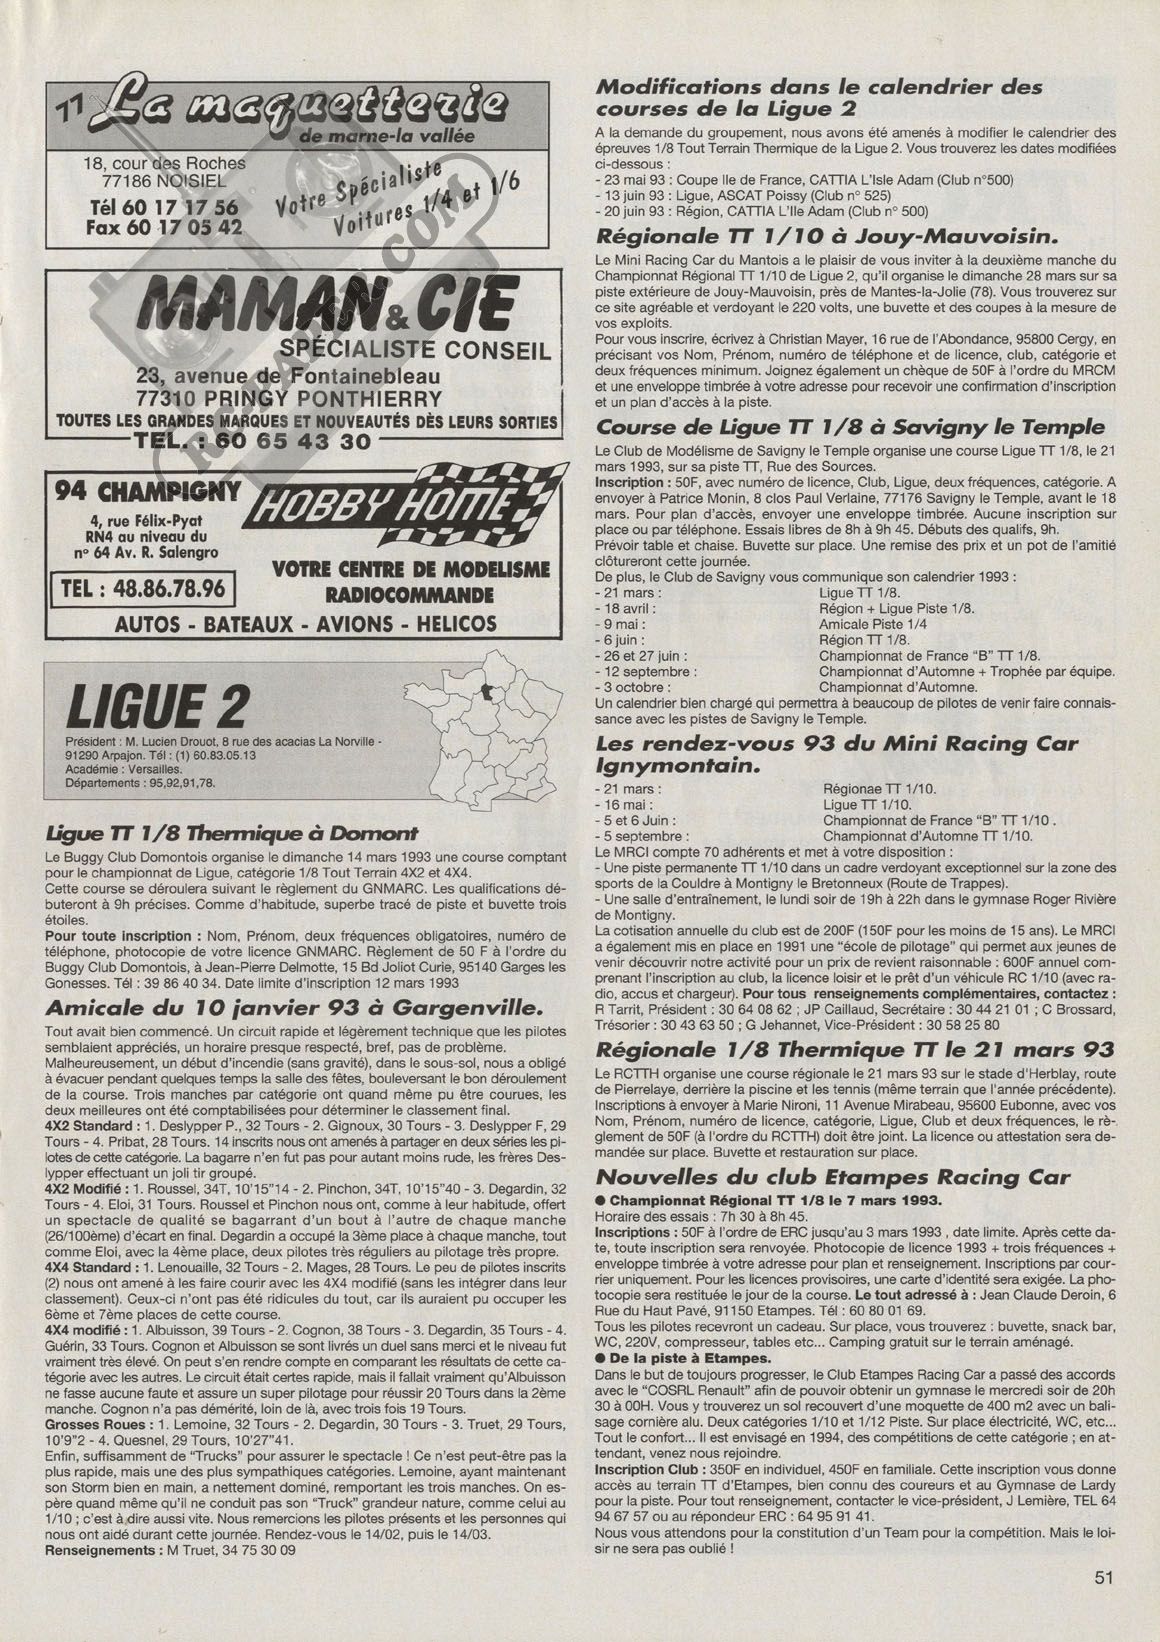 77 La maquetterie
de marne-la vallée
18, cour des Roches
77186 NOISIEL
Tél 60 17 17 56
Fax 60 17 05 42
Votre Spécialiste
Voitures 1/4 et 1/6
MAMAN & CIE
SPÉCIALISTE CONSEIL
23, avenue de Fontainebleau
77310 PRINGY PONTHIERRY
TOUTES LES GRANDES MARQUES ET NOUVEAUTÉS DÈS LEURS SORTIES
TEL. : 60 65 43 30
RC-PAPER.COM
94 CHAMPIGNY
HOBBY HOME
4, rue Félix-Pyat
RN4 au niveau du
n° 64 Av. R. Salengro
TEL : 48.86.78.96
VOTRE CENTRE DE MODELISME
RADIOCOMMANDE
AUTOS - BATEAUX - AVIONS - HELICOS
LIGUE 2
Président : M. Lucien Drouot, 8 rue des acacias La Norville -
91290 Arpajon. Tél : (1) 60.83.05.13
Académie : Versailles.
Départements : 95,92,91,78.
Ligue TT 1/8 Thermique à Domont
Le Buggy Club Domontois organise le dimanche 14 mars 1993 une course comptant
pour le championnat de Ligue, catégorie 1/8 Tout Terrain 4X2 et 4X4.
Cette course se déroulera suivant le règlement du GNMARC. Les qualifications dé-
buteront à 9h précises. Comme d'habitude, superbe tracé de piste et buvette trois
étoiles.
Pour toute inscription : Nom, Prénom, deux fréquences obligatoires, numéro de
téléphone, photocopie de votre licence GNMARC. Règlement de 50 F à l'ordre du
Buggy Club Domontois, à Jean-Pierre Delmotte, 15 Bd Joliot Curie, 95140 Garges les
Gonesses. Tél : 39 86 40 34. Date limite d'inscription 12 mars 1993
Amicale du 10 janvier 93 à Gargenville.
Tout avait bien commencé. Un circuit rapide et légèrement technique que les pilotes
semblaient appréciés, un horaire presque respecté, bref, pas de problème.
Malheureusement, un début d'incendie (sans gravité), dans le sous-sol, nous a obligé
à évacuer pendant quelques temps la salle des fêtes, bouleversant le bon déroulement
de la course. Trois manches par catégorie ont quand même pu être courues, les
deux meilleures ont été comptabilisées pour déterminer le classement final.
4X2 Standard : 1. Deslypper P., 32 Tours - 2. Gignoux, 30 Tours - 3. Deslypper F, 29
Tours - 4. Pribat, 28 Tours. 14 inscrits nous ont amenés à partager en deux séries les pi-
lotes de cette catégorie. La bagarre n'en fut pas pour autant moins rude, les frères Des-
lypper effectuant un joli tir groupé.
4X2 Modifié : 1. Roussel, 34T, 10'15"14 - 2. Pinchon, 34T, 10'15"40 - 3. Degardin, 32
Tours - 4. Eloi, 31 Tours. Roussel et Pinchon nous ont, comme à leur habitude, offert
un spectacle de qualité se bagarrant d'un bout à l'autre de chaque manche
(26/100ème) d'écart en final. Degardin a occupé la 3ème place à chaque manche, tout
comme Eloi, avec la 4ème place, deux pilotes très réguliers au pilotage très propre.
4X4 Standard : 1. Lenouaille, 32 Tours - 2. Mages, 28 Tours. Le peu de pilotes inscrits
(2) nous ont amené à les faire courir avec les 4X4 modifié (sans les intégrer dans leur
classement). Ceux-ci n'ont pas été ridicules du tout, car ils auraient pu occuper les
6ème et 7ème places de cette course.
4X4 modifié : 1. Albuisson, 39 Tours - 2. Cognon, 38 Tours - 3. Degardin, 35 Tours - 4.
Guérin, 33 Tours. Cognon et Albuisson se sont livrés un duel sans merci et le niveau fut
vraiment très élevé. On peut s'en rendre compte en comparant les résultats de cette ca-
tégorie avec les autres. Le circuit était certes rapide, mais il fallait vraiment qu'Albuisson
ne fasse aucune faute et assure un super pilotage pour réussir 20 Tours dans la 2ème
manche. Cognon n'a pas démérité, loin de là, avec trois fois 19 Tours.
Grosses Roues : 1. Lemoine, 32 Tours - 2. Degardin, 30 Tours - 3. Truet, 29 Tours,
10'9"2 - 4. Quesnel, 29 Tours, 10'27"41.
Enfin, suffisamment de "Trucks" pour assurer le spectacle ! Ce n'est peut-être pas la
plus rapide, mais une des plus sympathiques catégories. Lemoine, ayant maintenant
son Storm bien en main, a nettement dominé, remportant les trois manches. On es-
père quand même qu'il ne conduit pas son "Truck" grandeur nature, comme celui au
1/10 ; c'est à dire aussi vite. Nous remercions les pilotes présents et les personnes qui
nous ont aidé durant cette journée. Rendez-vous le 14/02, puis le 14/03.
Renseignements : M Truet, 34 75 30 09
Modifications dans le calendrier des
courses de la Ligue 2
A la demande du groupement, nous avons été amenés à modifier le calendrier des
épreuves 1/8 Tout Terrain Thermique de la Ligue 2. Vous trouverez les dates modifiées
ci-dessous :
- 23 mai 93 : Coupe Ile de France, CATTIA L'Isle Adam (Club n°500)
- 13 juin 93 : Ligue, ASCAT Poissy (Club n° 525)
- 20 juin 93 : Région, CATTIA L'Ile Adam (Club n° 500)
Régionale TT 1/10 à Jouy-Mauvoisin.
Le Mini Racing Car du Mantois a le plaisir de vous inviter à la deuxième manche du
Championnat Régional TT 1/10 de Ligue 2, qu'il organise le dimanche 28 mars sur sa
piste extérieure de Jouy-Mauvoisin, près de Mantes-la-Jolie (78). Vous trouverez sur
ce site agréable et verdoyant le 220 volts, une buvette et des coupes à la mesure de
vos exploits.
Pour vous inscrire, écrivez à Christian Mayer, 16 rue de l'Abondance, 95800 Cergy, en
précisant vos Nom, Prénom, numéro de téléphone et de licence, club, catégorie et
deux fréquences minimum. Joignez également un chèque de 50F à l'ordre du MRCM
et une enveloppe timbrée à votre adresse pour recevoir une confirmation d'inscription
et un plan d'accès à la piste.
Course de Ligue TT 1/8 à Savigny le Temple
Le Club de Modélisme de Savigny le Temple organise une course Ligue TT 1/8, le 21
mars 1993, sur sa piste TT, Rue des Sources.
Inscription : 50F, avec numéro de licence, Club, Ligue, deux fréquences, catégorie. A
envoyer à Patrice Monin, 8 clos Paul Verlaine, 77176 Savigny le Temple, avant le 18
mars. Pour plan d'accès, envoyer une enveloppe timbrée. Aucune inscription sur
place ou par téléphone. Essais libres de 8h à 9h 45. Débuts des qualifs, 9h.
Prévoir table et chaise. Buvette sur place. Une remise des prix et un pot de l'amitié
clôtureront cette journée.
De plus, le Club de Savigny vous communique son calendrier 1993 :
- 21 mars : Ligue TT 1/8.
- 18 avril : Région + Ligue Piste 1/8.
- 9 mai : Amicale Piste 1/4
- 6 juin : Région TT 1/8.
- 26 et 27 juin : Championnat de France "B" TT 1/8.
- 12 septembre : Championnat d'Automne + Trophée par équipe.
- 3 octobre : Championnat d'Automne.
Un calendrier bien chargé qui permettra à beaucoup de pilotes de venir faire connais-
sance avec les pistes de Savigny le Temple.
Les rendez-vous 93 du Mini Racing Car
Ignymontain.
- 21 mars : Régionae TT 1/10.
- 16 mai : Ligue TT 1/10.
- 5 et 6 Juin : Championnat de France "B" TT 1/10 .
- 5 septembre : Championnat d'Automne TT 1/10.
Le MRCI compte 70 adhérents et met à votre disposition :
- Une piste permanente TT 1/10 dans un cadre verdoyant exceptionnel sur la zone des
sports de la Couldre à Montigny le Bretonneux (Route de Trappes).
- Une salle d'entraînement, le lundi soir de 19h à 22h dans le gymnase Roger Rivière
de Montigny.
La cotisation annuelle du club est de 200F (150F pour les moins de 15 ans). Le MRCI
a également mis en place en 1991 une "école de pilotage" qui permet aux jeunes de
venir découvrir notre activité pour un prix de revient raisonnable : 600F annuel com-
prenant l'inscription au club, la licence loisir et le prêt d'un véhicule RC 1/10 (avec ra-
dio, accus et chargeur). Pour tous renseignements complémentaires, contactez :
R Tarrit, Président : 30 64 08 62 ; JP Caillaud, Secrétaire : 30 44 21 01 ; C Brossard,
Trésorier : 30 43 63 50 ; G Jehannet, Vice-Président : 30 58 25 80
Régionale 1/8 Thermique TT le 21 mars 93
Le RCTTH organise une course régionale le 21 mars 93 sur le stade d'Herblay, route
de Pierrelaye, derrière la piscine et les tennis (même terrain que l'année précédente).
Inscriptions à envoyer à Marie Nironi, 11 Avenue Mirabeau, 95600 Eubonne, avec vos
Nom, Prénom, numéro de licence, catégorie, Ligue, Club et deux fréquences, le rè-
glement de 50F (à l'ordre du RCTTH) doit être joint. La licence ou attestation sera de-
mandée sur place. Buvette et restauration sur place.
Nouvelles du club Etampes Racing Car
● Championnat Régional TT 1/8 le 7 mars 1993.
Horaire des essais : 7h 30 à 8h 45.
Inscriptions : 50F à l'ordre de ERC jusqu'au 3 mars 1993 , date limite. Après cette da-
te, toute inscription sera renvoyée. Photocopie de licence 1993 + trois fréquences +
enveloppe timbrée à votre adresse pour plan et renseignement. Inscriptions par cour-
rier uniquement. Pour les licences provisoires, une carte d'identité sera exigée. La pho-
tocopie sera restituée le jour de la course. Le tout adressé à : Jean Claude Deroin, 6
Rue du Haut Pavé, 91150 Etampes. Tél : 60 80 01 69.
Tous les pilotes recevront un cadeau. Sur place, vous trouverez : buvette, snack bar,
WC, 220V, compresseur, tables etc... Camping gratuit sur le terrain aménagé.
● De la piste à Etampes.
Dans le but de toujours progresser, le Club Etampes Racing Car a passé des accords
avec le "COSRL Renault" afin de pouvoir obtenir un gymnase le mercredi soir de 20h
30 à 00H. Vous y trouverez un sol recouvert d'une moquette de 400 m2 avec un bali-
sage cornière alu. Deux catégories 1/10 et 1/12 Piste. Sur place électricité, WC, etc...
Tout le confort... Il est envisagé en 1994, des compétitions de cette catégorie ; en at-
tendant, venez nous rejoindre.
Inscription Club : 350F en individuel, 450F en familiale. Cette inscription vous donne
accès au terrain TT d'Etampes, bien connu des coureurs et au Gymnase de Lardy
pour la piste. Pour tout renseignement, contacter le vice-président, J Lemière, TEL 64
94 67 57 ou au répondeur ERC : 64 95 91 41.
Nous vous attendons pour la constitution d'un Team pour la compétition. Mais le loi-
sir ne sera pas oublié !
51